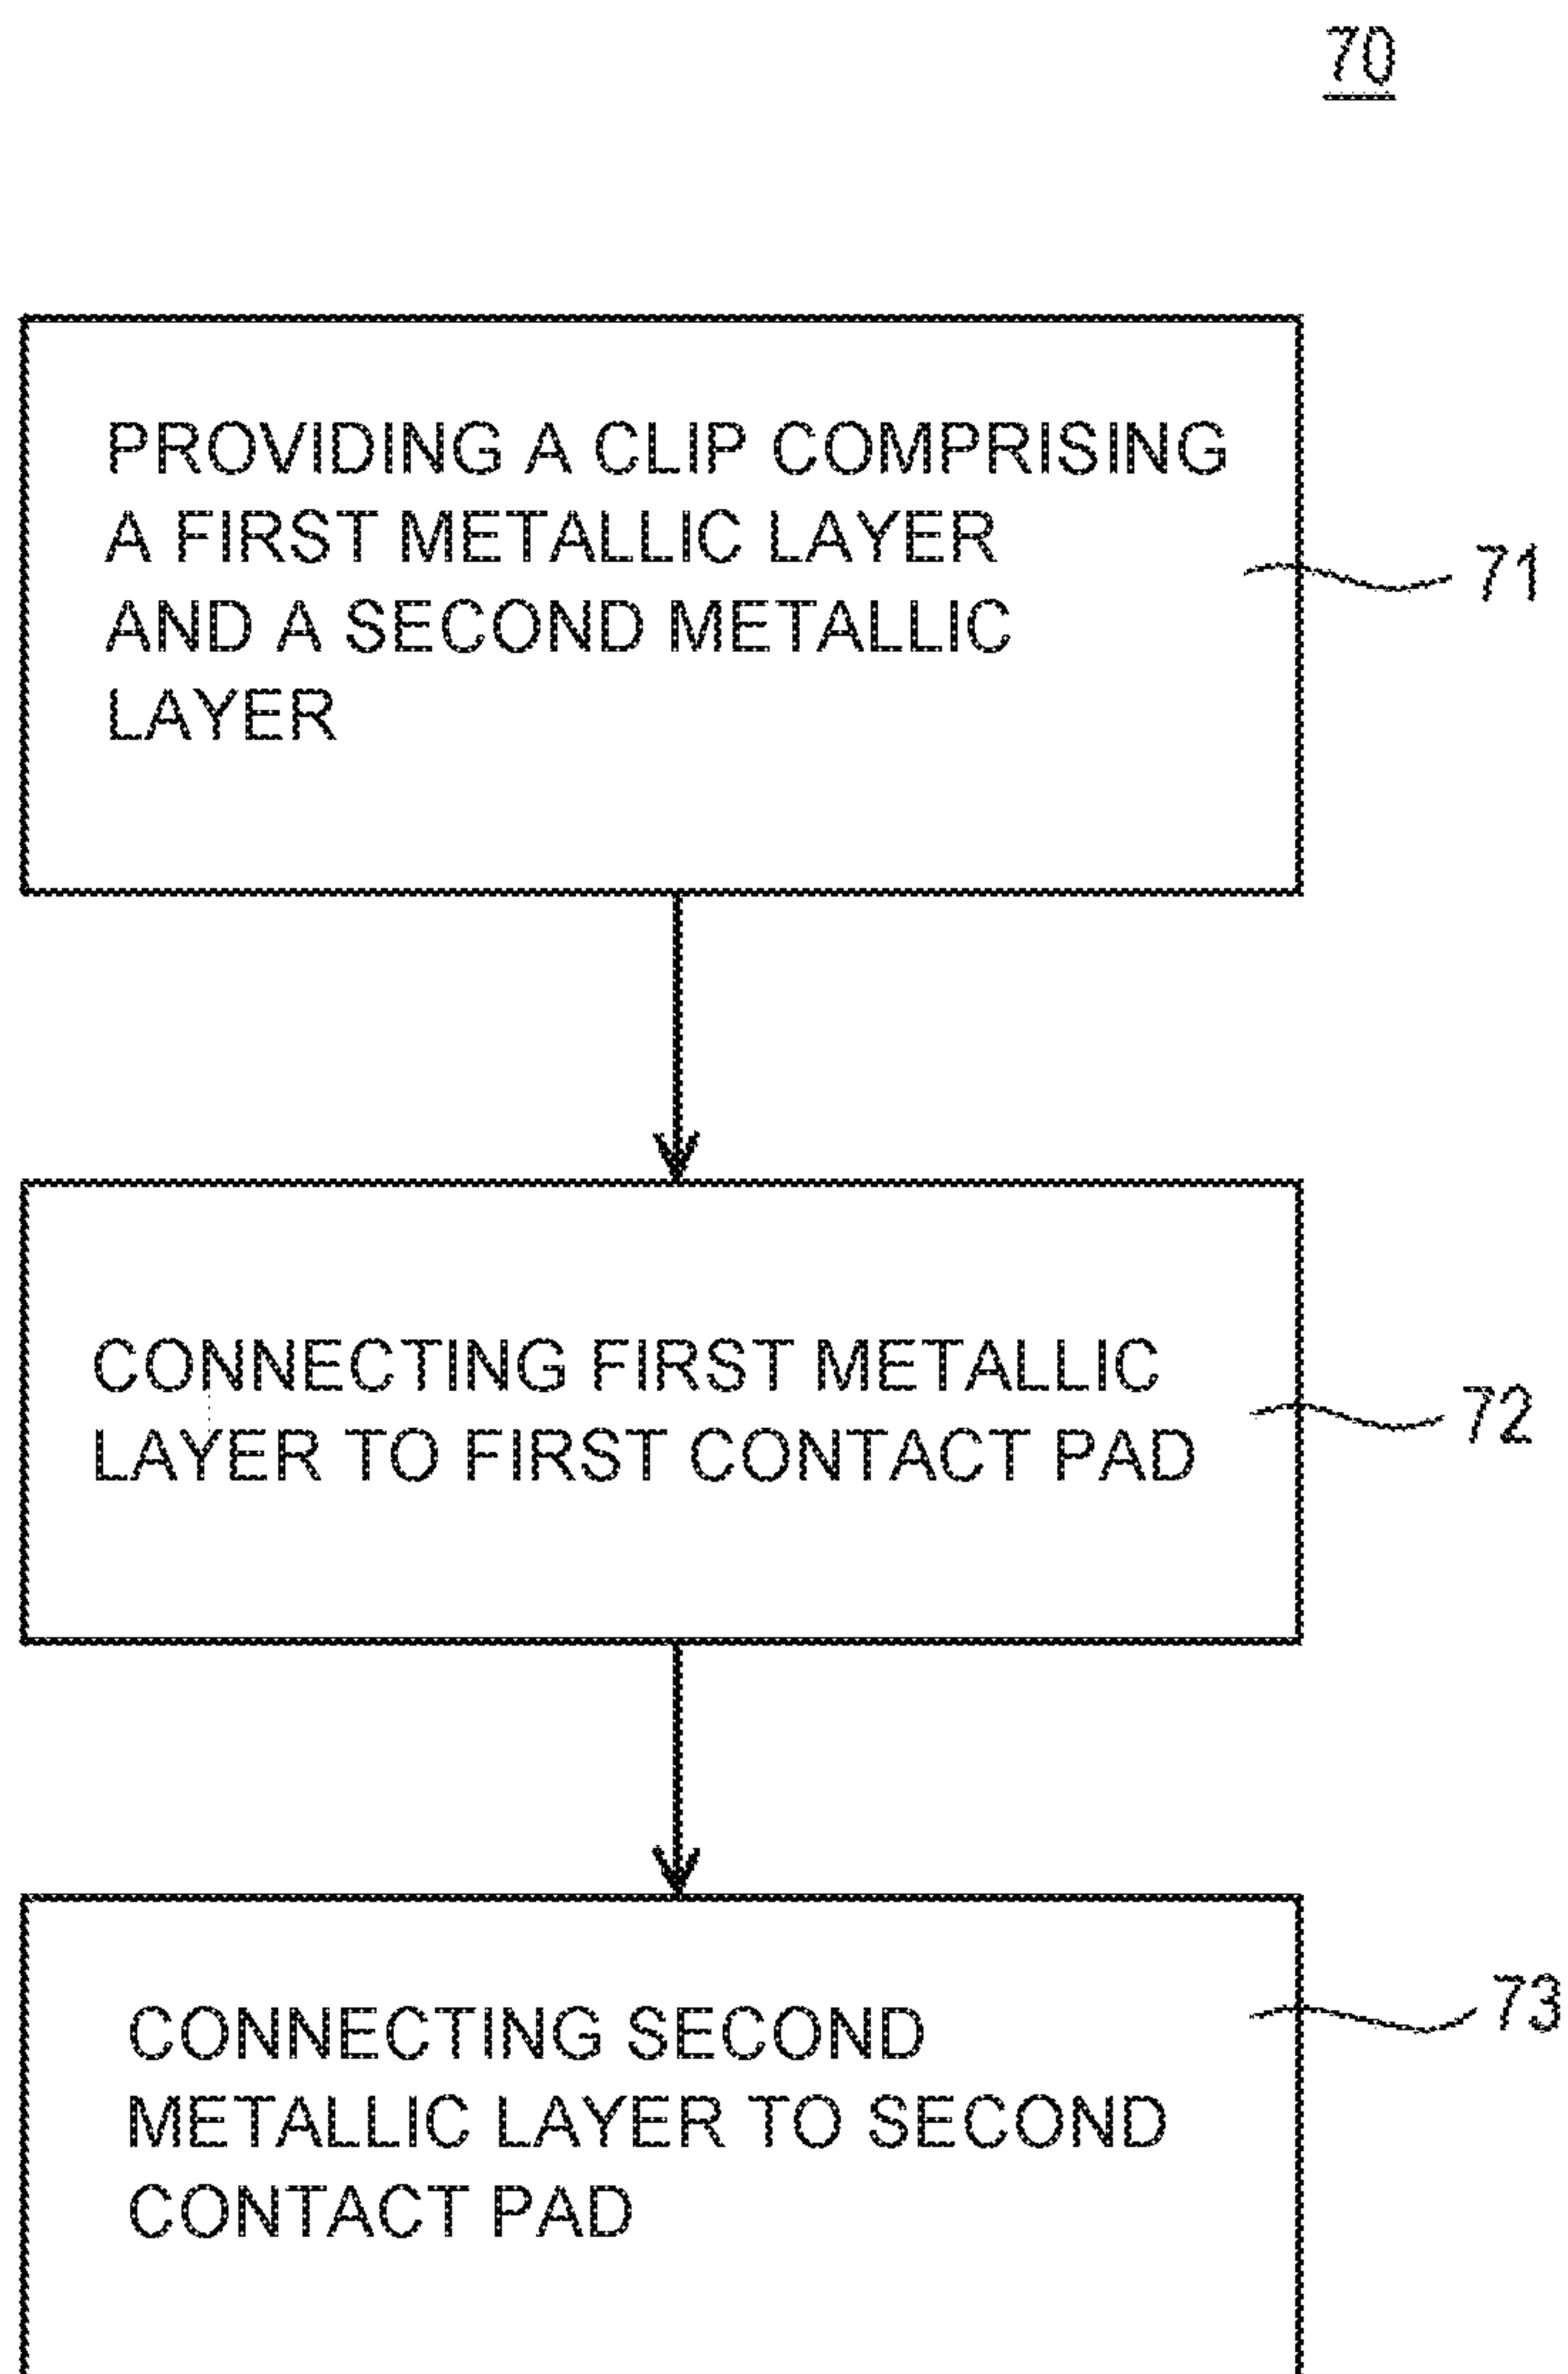 70
PROVIDING A CLIP COMPRISING
A FIRST METALLIC LAYER
AND A SECOND METALLIC
LAYER
71
CONNECTING FIRST METALLIC
LAYER TO FIRST CONTACT PAD
72
CONNECTING SECOND
METALLIC LAYER TO SECOND
CONTACT PAD
73